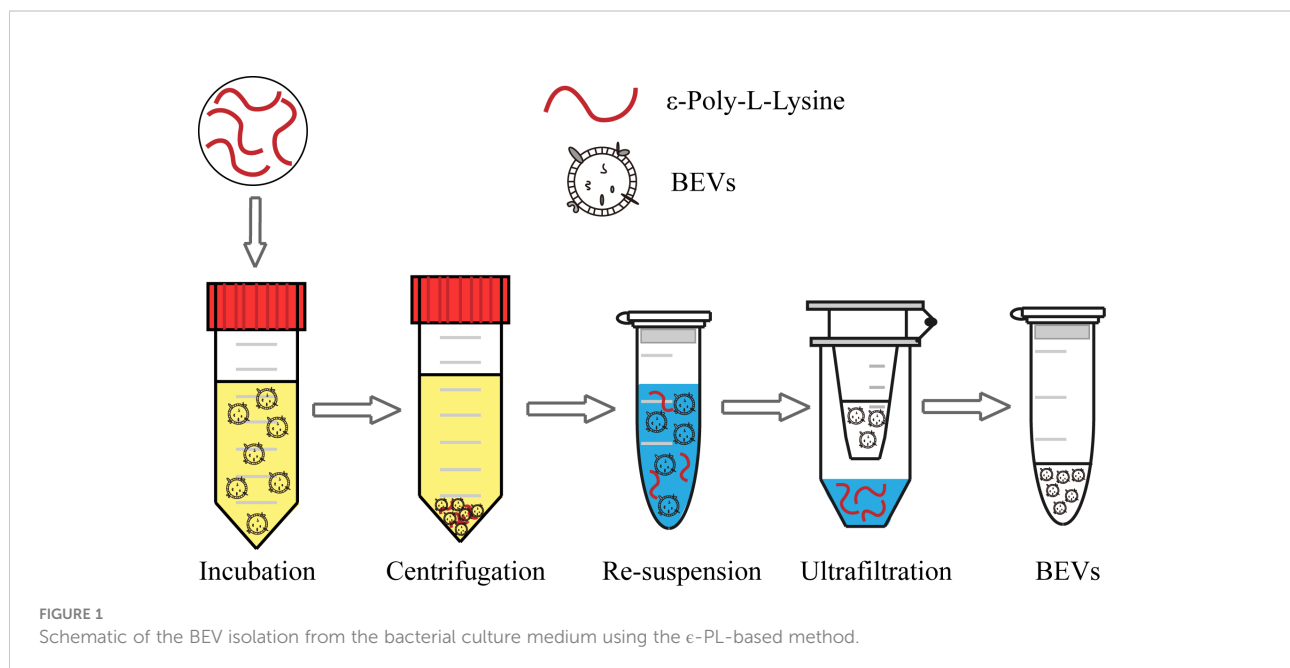 ε-Poly-L-Lysine
BEVs
Incubation
Centrifugation
Re-suspension
Ultrafiltration
BEVs
FIGURE 1
Schematic of the BEV isolation from the bacterial culture medium using the ϵ-PL-based method.